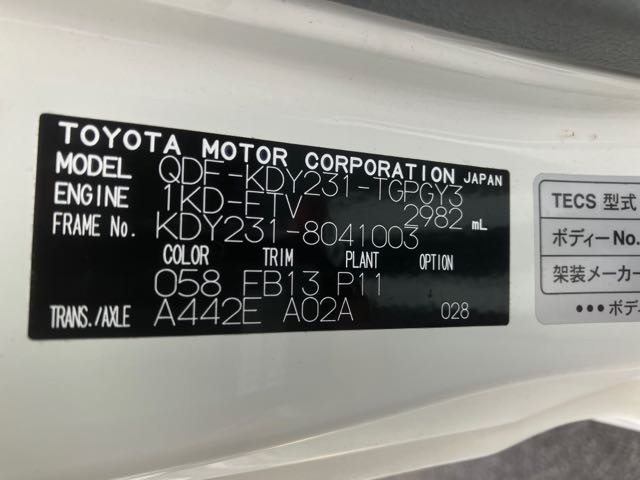 TOYOTA MOTOR CORPORATION JAPAN
MODEL QDF-KDY231-TGPGY3
ENGINE 1KD-FTV 2982 mL
FRAME No. KDY231-8041003
COLOR TRIM PLANT OPTION
058 FB13 P11
TRANS./AXLE A442E A02A 028
TECS 型式
ボディーNo.
架装メーカー
●●●ボデ